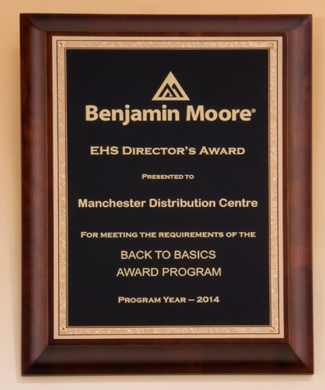 Benjamin Moore®
EHS DIRECTOR'S AWARD
PRESENTED TO
Manchester Distribution Centre
FOR MEETING THE REQUIREMENTS OF THE
BACK TO BASICS
AWARD PROGRAM
PROGRAM YEAR – 2014